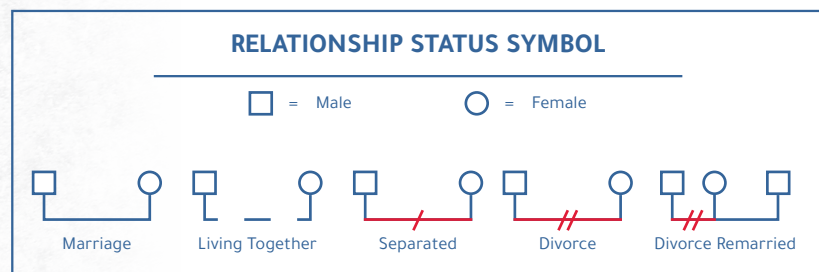 RELATIONSHIP STATUS SYMBOL
= Male = Female
Marriage Living Together Separated Divorce Divorce Remarried